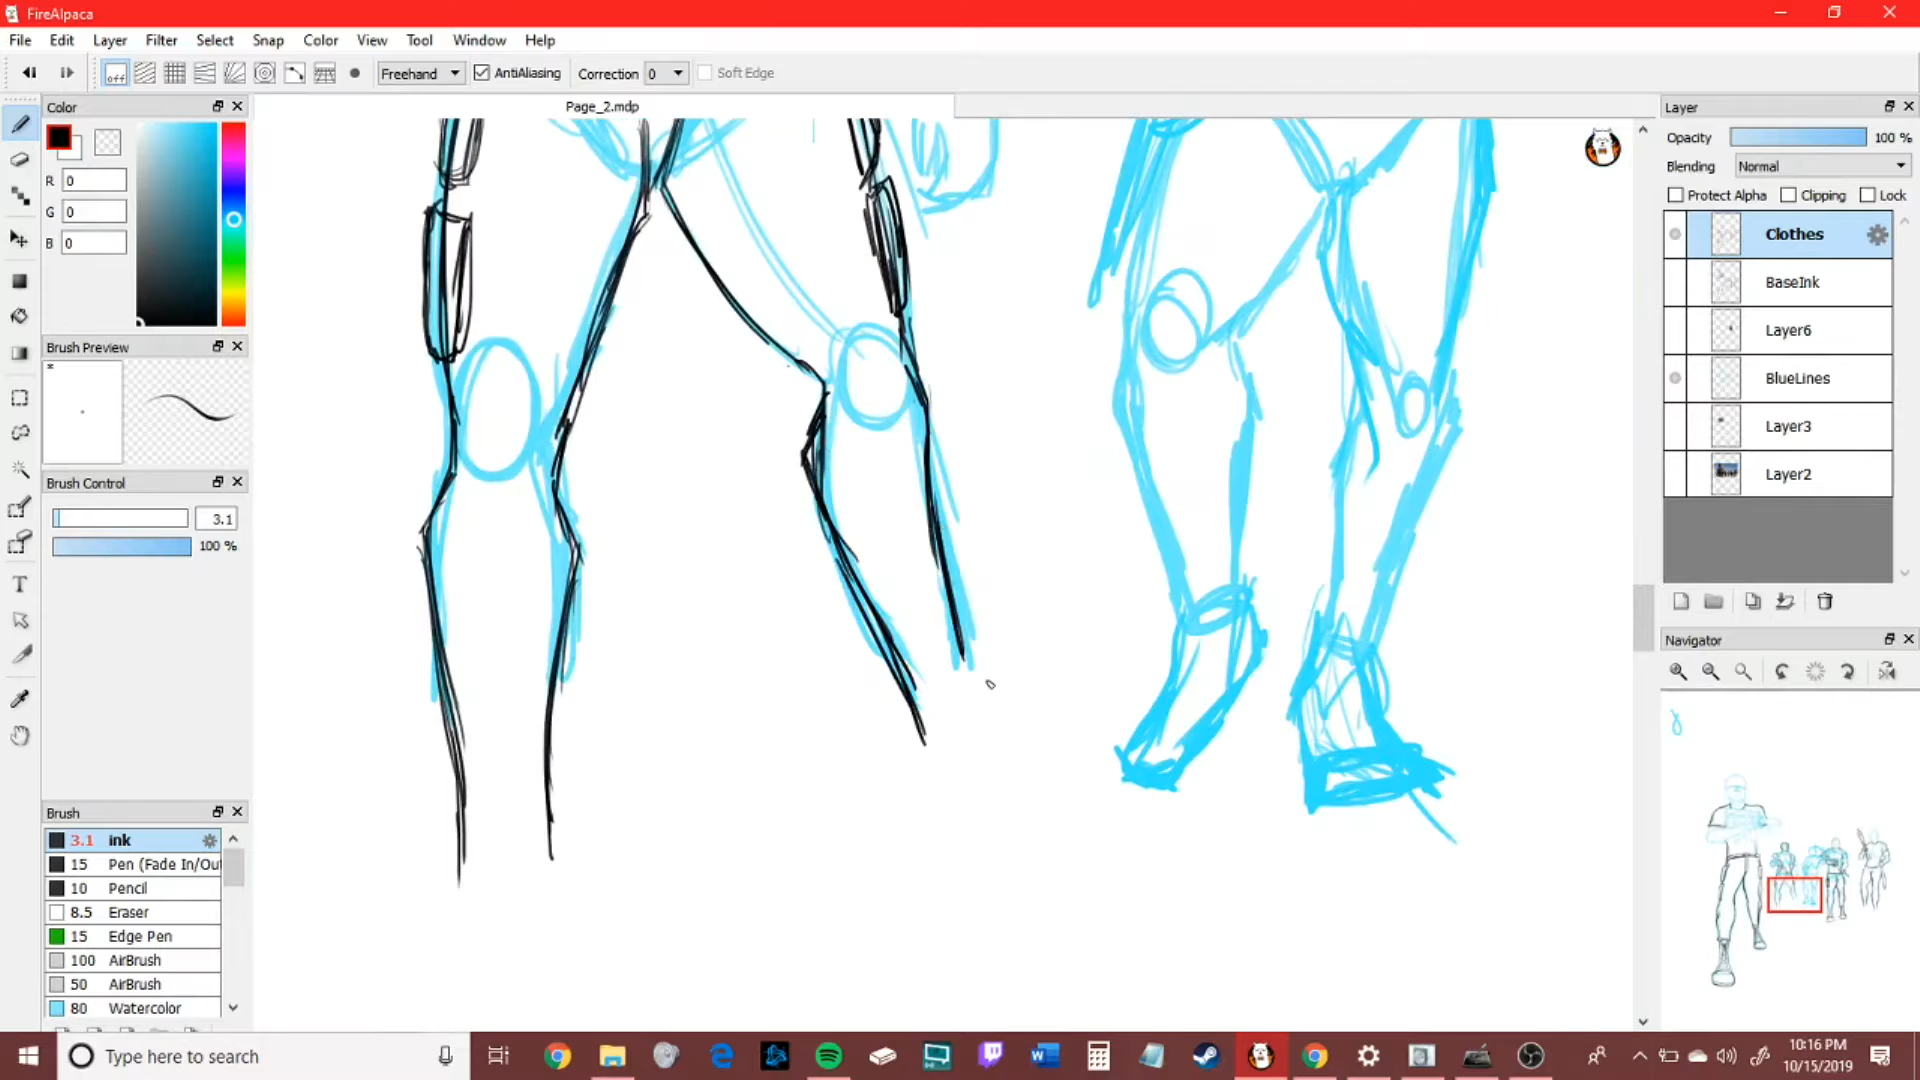 FireAlpaca
File Edit Layer Filter Select Snap Color View Tool Window Help
off Freehand AntiAliasing Correction 0 Soft Edge
Color
Page_2.mdp
Layer
R 0
G 0
B 0
Opacity 100 %
Blending Normal
Protect Alpha Clipping Lock
Clothes
BaseInk
Layer6
BlueLines
Layer3
Layer2
Brush Preview
Brush Control
3.1
100 %
Navigator
Brush
3.1 ink
15 Pen (Fade In/Ou
10 Pencil
8.5 Eraser
15 Edge Pen
100 AirBrush
50 AirBrush
80 Watercolor
Type here to search
10:16 PM
10/15/2019